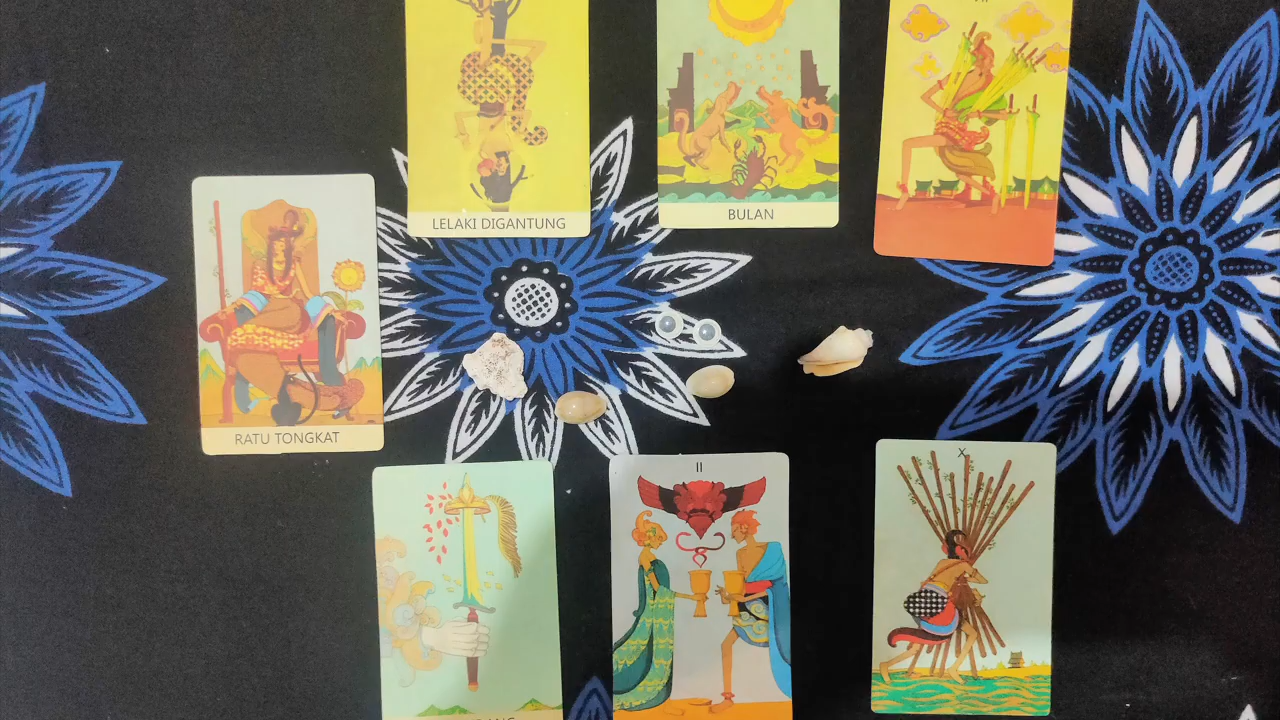 LELAKI DIGANTUNG
BULAN
RATU TONGKAT
II
X